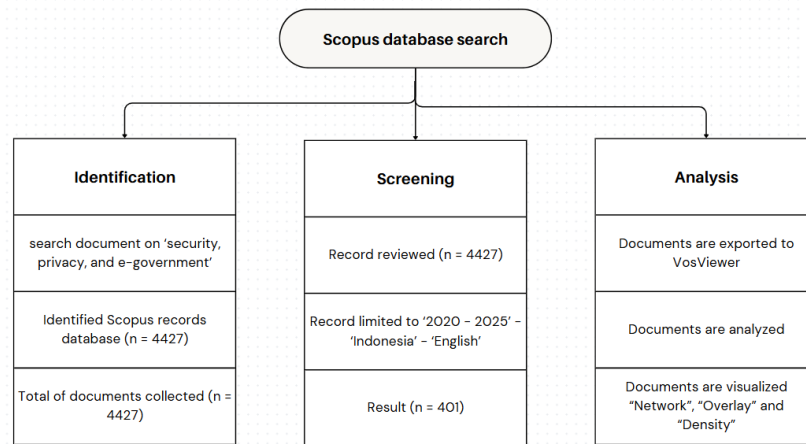 Scopus database search
Identification
search document on ‘security,
privacy, and e-government’
Identified Scopus records
database (n = 4427)
Total of documents collected (n =
4427)
Screening
Record reviewed (n = 4427)
Record limited to ‘2020 - 2025’ -
‘Indonesia’ - ‘English’
Result (n = 401)
Analysis
Documents are exported to
VosViewer
Documents are analyzed
Documents are visualized
“Network”, “Overlay” and
“Density”